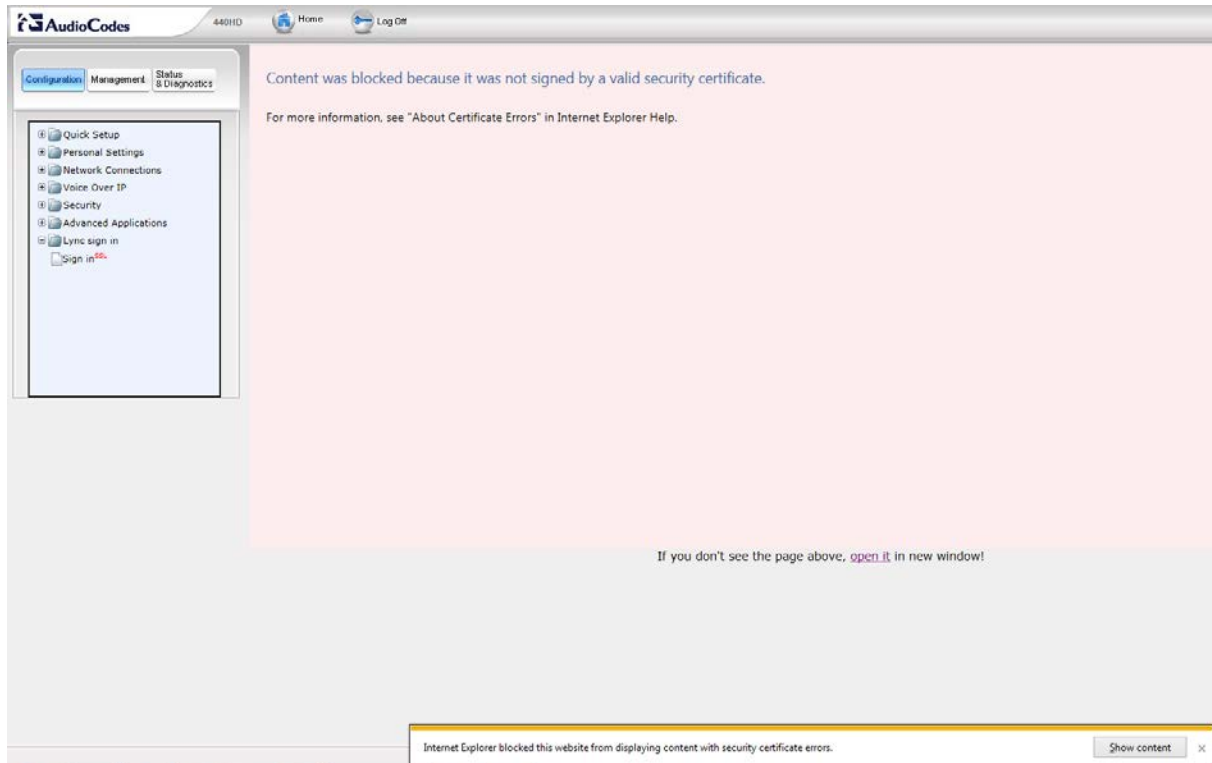 AudioCodes
440HD
Home
Log Off
Configuration
Management
Status
& Diagnostics
Quick Setup
Personal Settings
Network Connections
Voice Over IP
Security
Advanced Applications
Lync sign in
Sign in SSL
Content was blocked because it was not signed by a valid security certificate.
For more information, see "About Certificate Errors" in Internet Explorer Help.
If you don't see the page above, open it in new window!
Internet Explorer blocked this website from displaying content with security certificate errors.
Show content